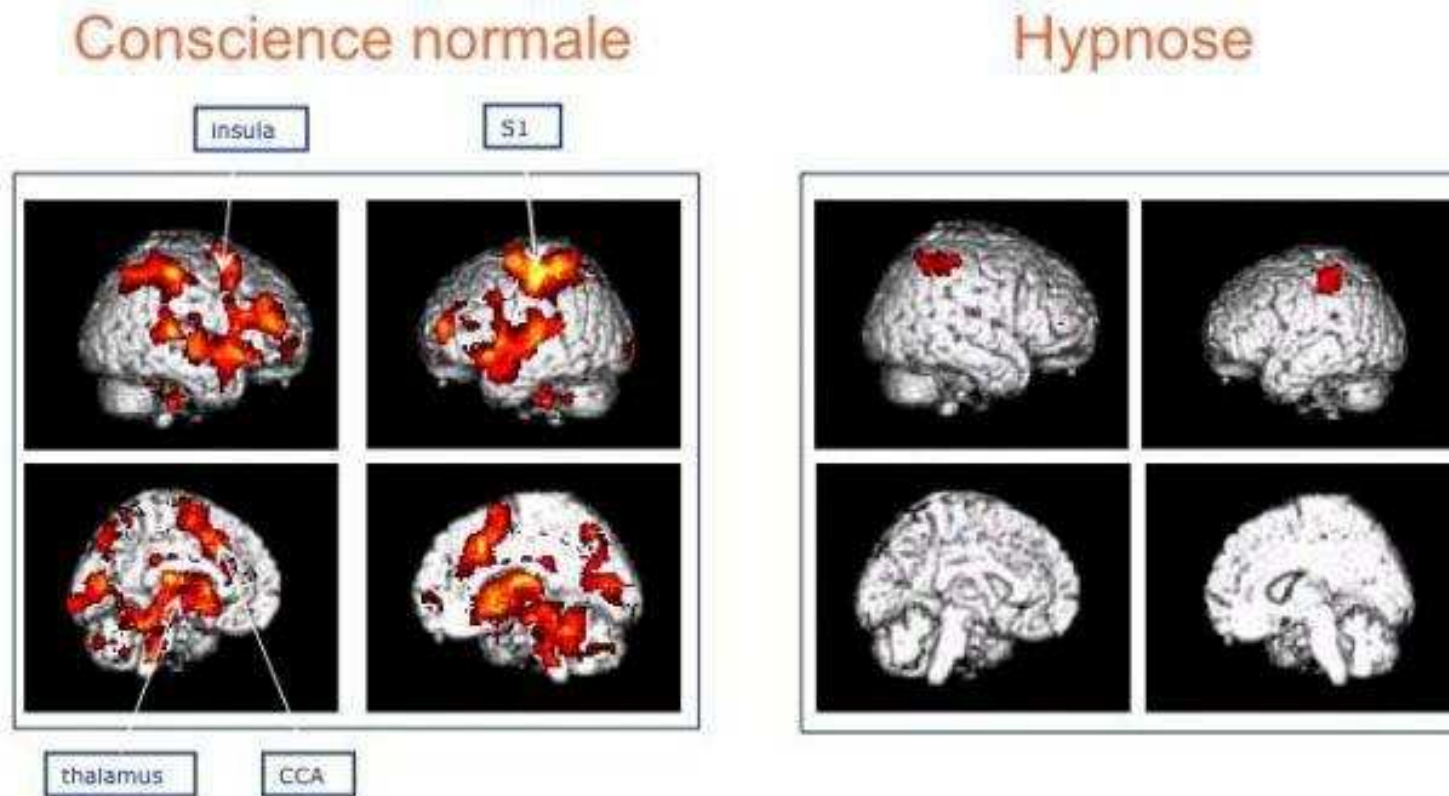 Conscience normale
Hypnose
insula
S1
thalamus
CCA